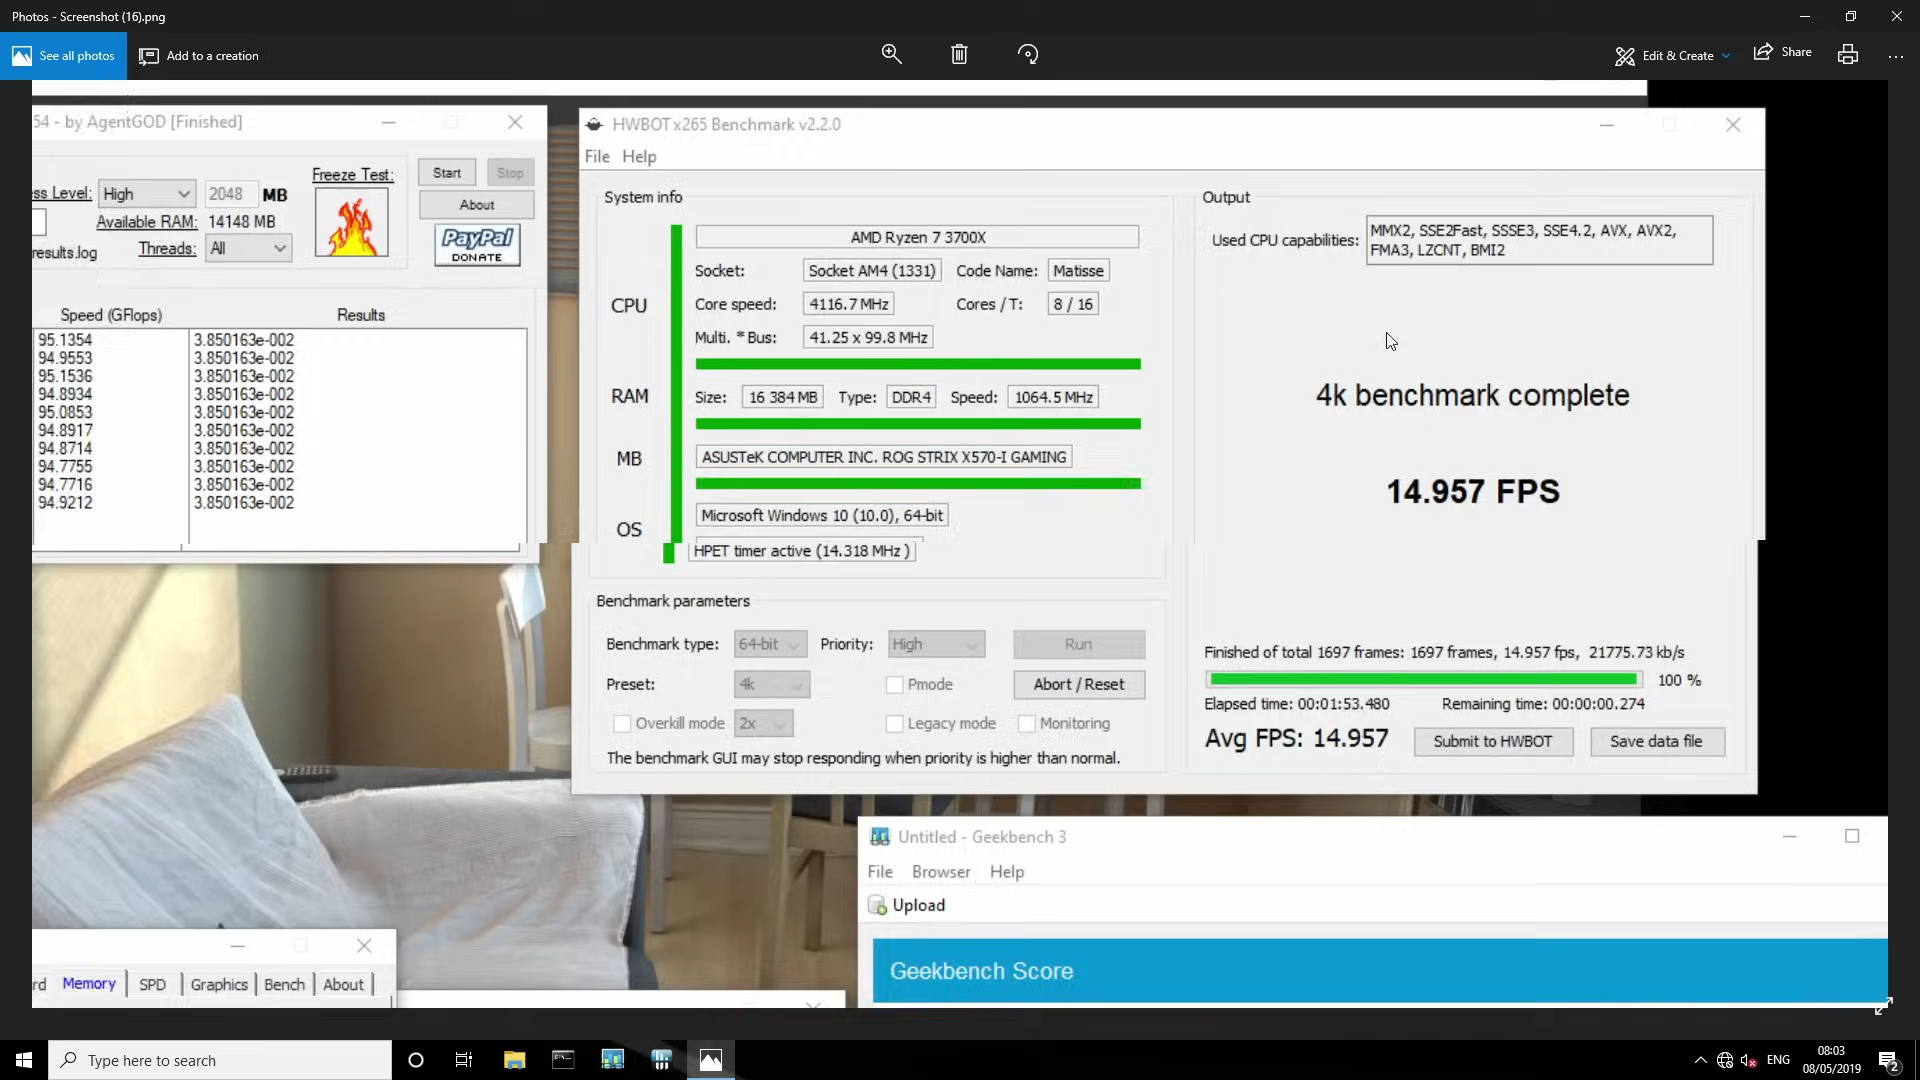 Photos - Screenshot (16).png
See all photos
Add to a creation
Edit & Create
Share
54 - by AgentGOD [Finished]
ss Level: High 2048 MB
Available RAM: 14148 MB
results.log
Threads: All
Freeze Test:
Start
Stop
About
PayPal
DONATE
Speed (GFlops) Results
95.1354 3.850163e-002
94.9553 3.850163e-002
95.1536 3.850163e-002
94.8934 3.850163e-002
95.0853 3.850163e-002
94.8917 3.850163e-002
94.8714 3.850163e-002
94.7755 3.850163e-002
94.7716 3.850163e-002
94.9212 3.850163e-002
HWBOT x265 Benchmark v2.2.0
File Help
System info
CPU
AMD Ryzen 7 3700X
Socket: Socket AM4 (1331) Code Name: Matisse
Core speed: 4116.7 MHz Cores / T: 8 / 16
Multi. * Bus: 41.25 x 99.8 MHz
RAM Size: 16 384 MB Type: DDR4 Speed: 1064.5 MHz
MB ASUSTeK COMPUTER INC. ROG STRIX X570-I GAMING
OS Microsoft Windows 10 (10.0), 64-bit
HPET timer active (14.318 MHz )
Benchmark parameters
Benchmark type: 64-bit Priority: High Run
Preset: 4k Pmode Abort / Reset
Overkill mode 2x Legacy mode Monitoring
The benchmark GUI may stop responding when priority is higher than normal.
Output
Used CPU capabilities: MMX2, SSE2Fast, SSSE3, SSE4.2, AVX, AVX2,
FMA3, LZCNT, BMI2
4k benchmark complete
14.957 FPS
Finished of total 1697 frames: 1697 frames, 14.957 fps, 21775.73 kb/s
100 %
Elapsed time: 00:01:53.480 Remaining time: 00:00:00.274
Avg FPS: 14.957 Submit to HWBOT Save data file
Untitled - Geekbench 3
File Browser Help
Upload
Geekbench Score
rd Memory SPD Graphics Bench About
Type here to search
ENG
08:03
08/05/2019
2